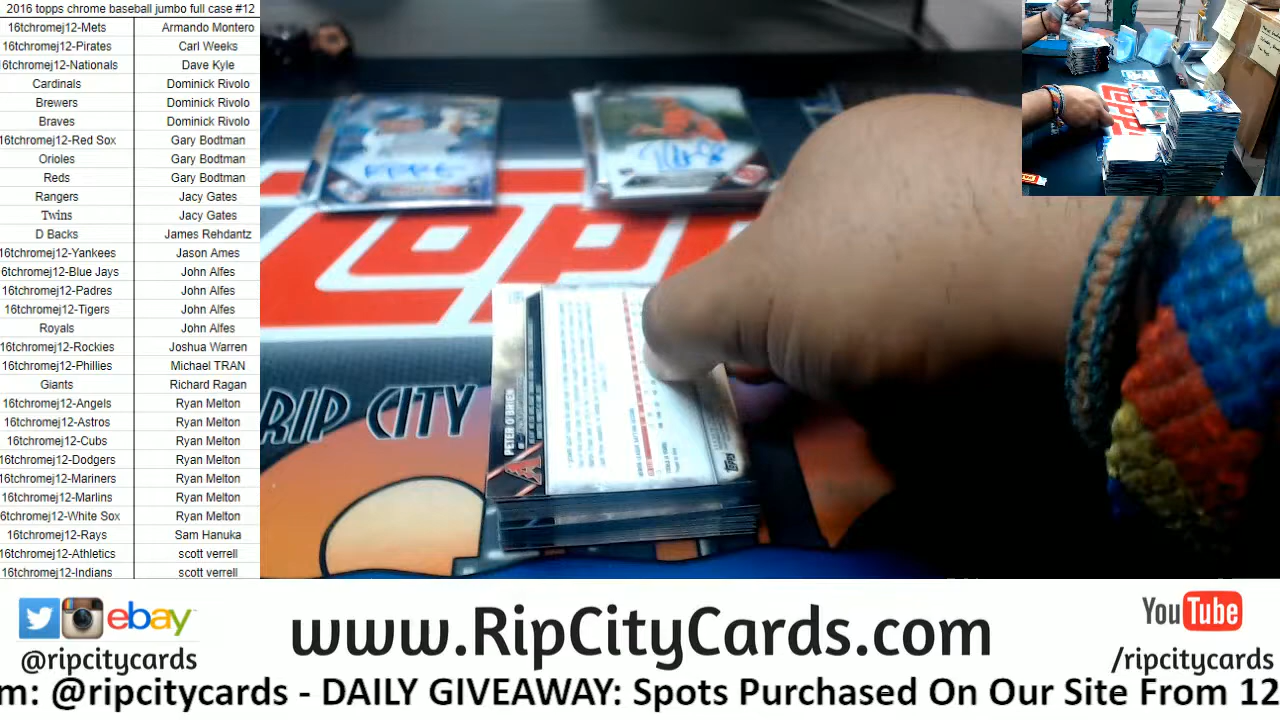 2016 topps chrome baseball jumbo full case #12
16tchromej12-Mets Armando Montero
16tchromej12-Pirates Carl Weeks
16tchromej12-Nationals Dave Kyle
Cardinals Dominick Rivolo
Brewers Dominick Rivolo
Braves Dominick Rivolo
16tchromej12-Red Sox Gary Bodtman
Orioles Gary Bodtman
Reds Gary Bodtman
Rangers Jacy Gates
Twins Jacy Gates
D Backs James Rehdantz
16tchromej12-Yankees Jason Ames
6tchromej12-Blue Jays John Alfes
16tchromej12-Padres John Alfes
16tchromej12-Tigers John Alfes
Royals John Alfes
16tchromej12-Rockies Joshua Warren
16tchromej12-Phillies Michael TRAN
Giants Richard Ragan
16tchromej12-Angels Ryan Melton
16tchromej12-Astros Ryan Melton
16tchromej12-Cubs Ryan Melton
16tchromej12-Dodgers Ryan Melton
16tchromej12-Mariners Ryan Melton
16tchromej12-Marlins Ryan Melton
16tchromej12-White Sox Ryan Melton
16tchromej12-Rays Sam Hanuka
16tchromej12-Athletics scott verrell
16tchromej12-Indians scott verrell
RIP CITY
PETER O'BRIEN
topps
ebay
@ripcitycards
www.RipCityCards.com
YouTube
/ripcitycards
m: @ripcitycards - DAILY GIVEAWAY: Spots Purchased On Our Site From 12